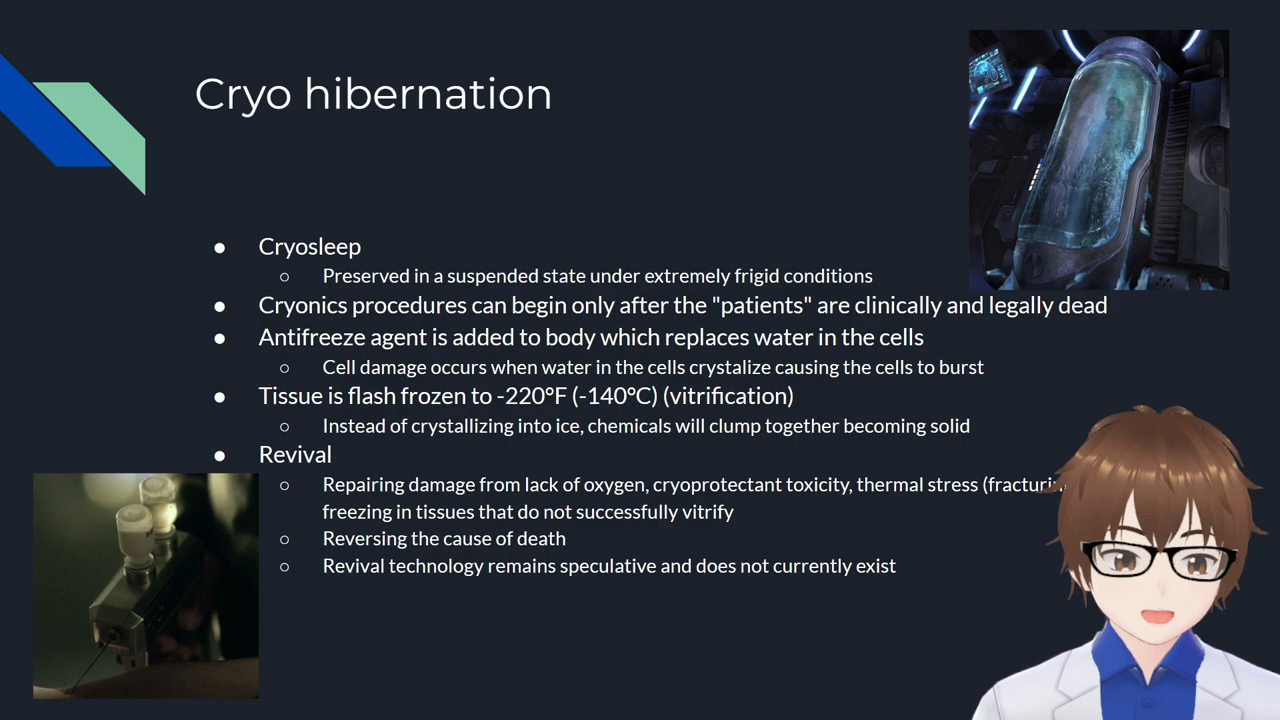 Cryo hibernation
● Cryosleep
○ Preserved in a suspended state under extremely frigid conditions
● Cryonics procedures can begin only after the "patients" are clinically and legally dead
● Antifreeze agent is added to body which replaces water in the cells
○ Cell damage occurs when water in the cells crystalize causing the cells to burst
● Tissue is flash frozen to -220°F (-140°C) (vitrification)
○ Instead of crystallizing into ice, chemicals will clump together becoming solid
● Revival
○ Repairing damage from lack of oxygen, cryoprotectant toxicity, thermal stress
freezing in tissues that do not successfully vitrify
○ Reversing the cause of death
○ Revival technology remains speculative and does not currently exist